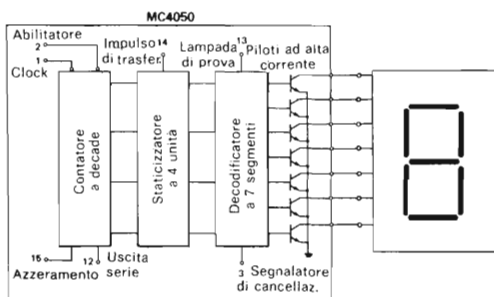 MC4050
Abilitatore
2
1
Clock
Impulso 14
di trasfer.
Lampada 13
di prova
Piloti ad alta
corrente
Contatore
a decade
Staticizzatore
a 4 unità
Decodificatore
a 7 segmenti
15
Azzeramento
12
Uscita
serie
3
Segnalatore
di cancellaz.